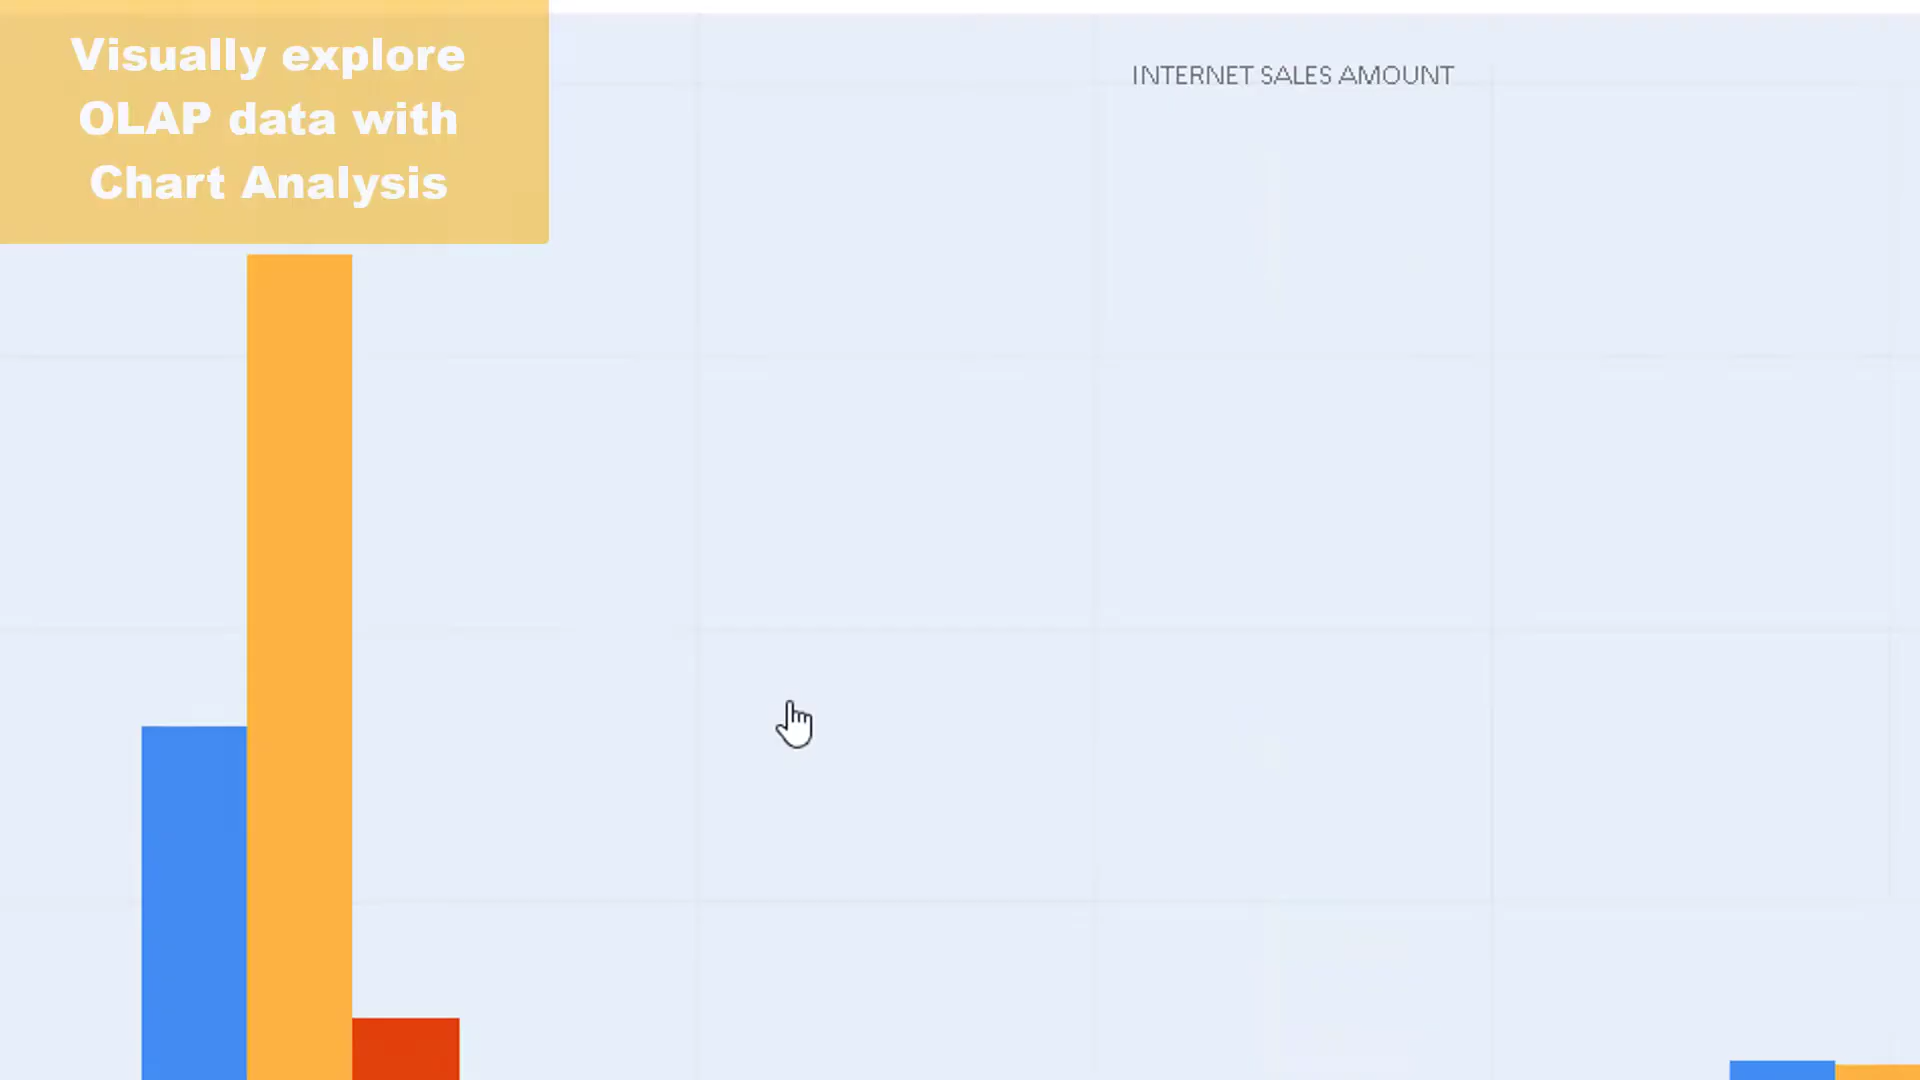 Visually explore
OLAP data with
Chart Analysis
INTERNET SALES AMOUNT